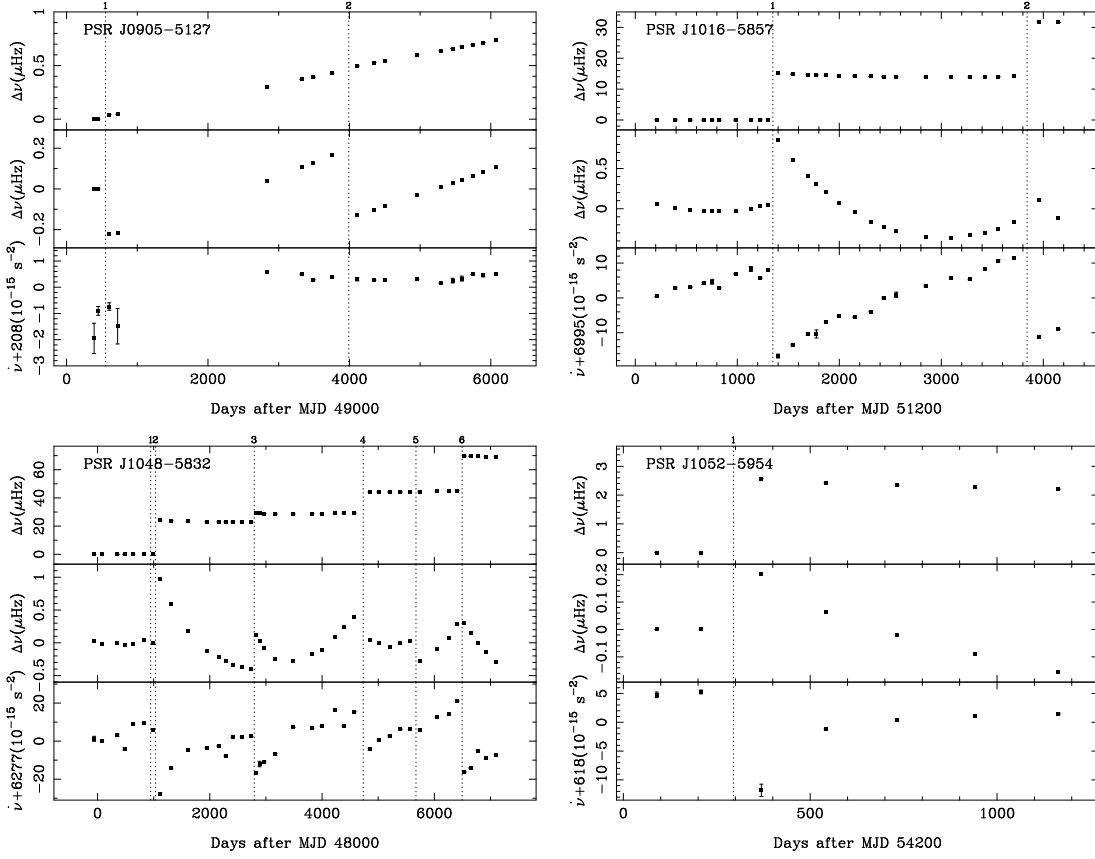 1 2
PSR J0905−5127
Δν(μHz)
0 0.5 1
Δν(μHz)
−0.2 0 0.2
ν̇+208(10⁻¹⁵ s⁻²)
−3 −2 −1 0 1
0 2000 4000 6000
Days after MJD 49000
1 2
PSR J1016−5857
Δν(μHz)
0 10 20 30
Δν(μHz)
0 0.5
ν̇+6995(10⁻¹⁵ s⁻²)
−10 0 10
0 1000 2000 3000 4000
Days after MJD 51200
1 2 3 4 5 6
PSR J1048−5832
Δν(μHz)
0 20 40 60
Δν(μHz)
−0.5 0 0.5 1
ν̇+6277(10⁻¹⁵ s⁻²)
−20 0 20
0 2000 4000 6000
Days after MJD 48000
1
PSR J1052−5954
Δν(μHz)
0 1 2 3
Δν(μHz)
−0.1 0 0.1 0.2
ν̇+618(10⁻¹⁵ s⁻²)
−10 −5 0 5
0 500 1000
Days after MJD 54200